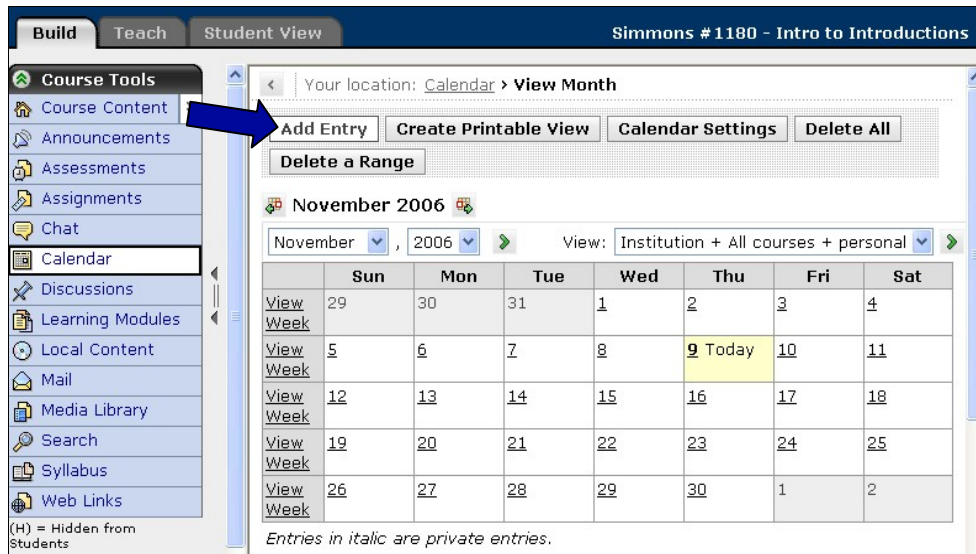 Build Teach Student View Simmons #1180 - Intro to Introductions
Course Tools
Course Content
Announcements
Assessments
Assignments
Chat
Calendar
Discussions
Learning Modules
Local Content
Mail
Media Library
Search
Syllabus
Web Links
(H) = Hidden from
Students
Your location: Calendar > View Month
Add Entry Create Printable View Calendar Settings Delete All
Delete a Range
November 2006
November , 2006 View: Institution + All courses + personal
Sun Mon Tue Wed Thu Fri Sat
View Week 29 30 31 1 2 3 4
View Week 5 6 7 8 9 Today 10 11
View Week 12 13 14 15 16 17 18
View Week 19 20 21 22 23 24 25
View Week 26 27 28 29 30 1 2
Entries in italic are private entries.